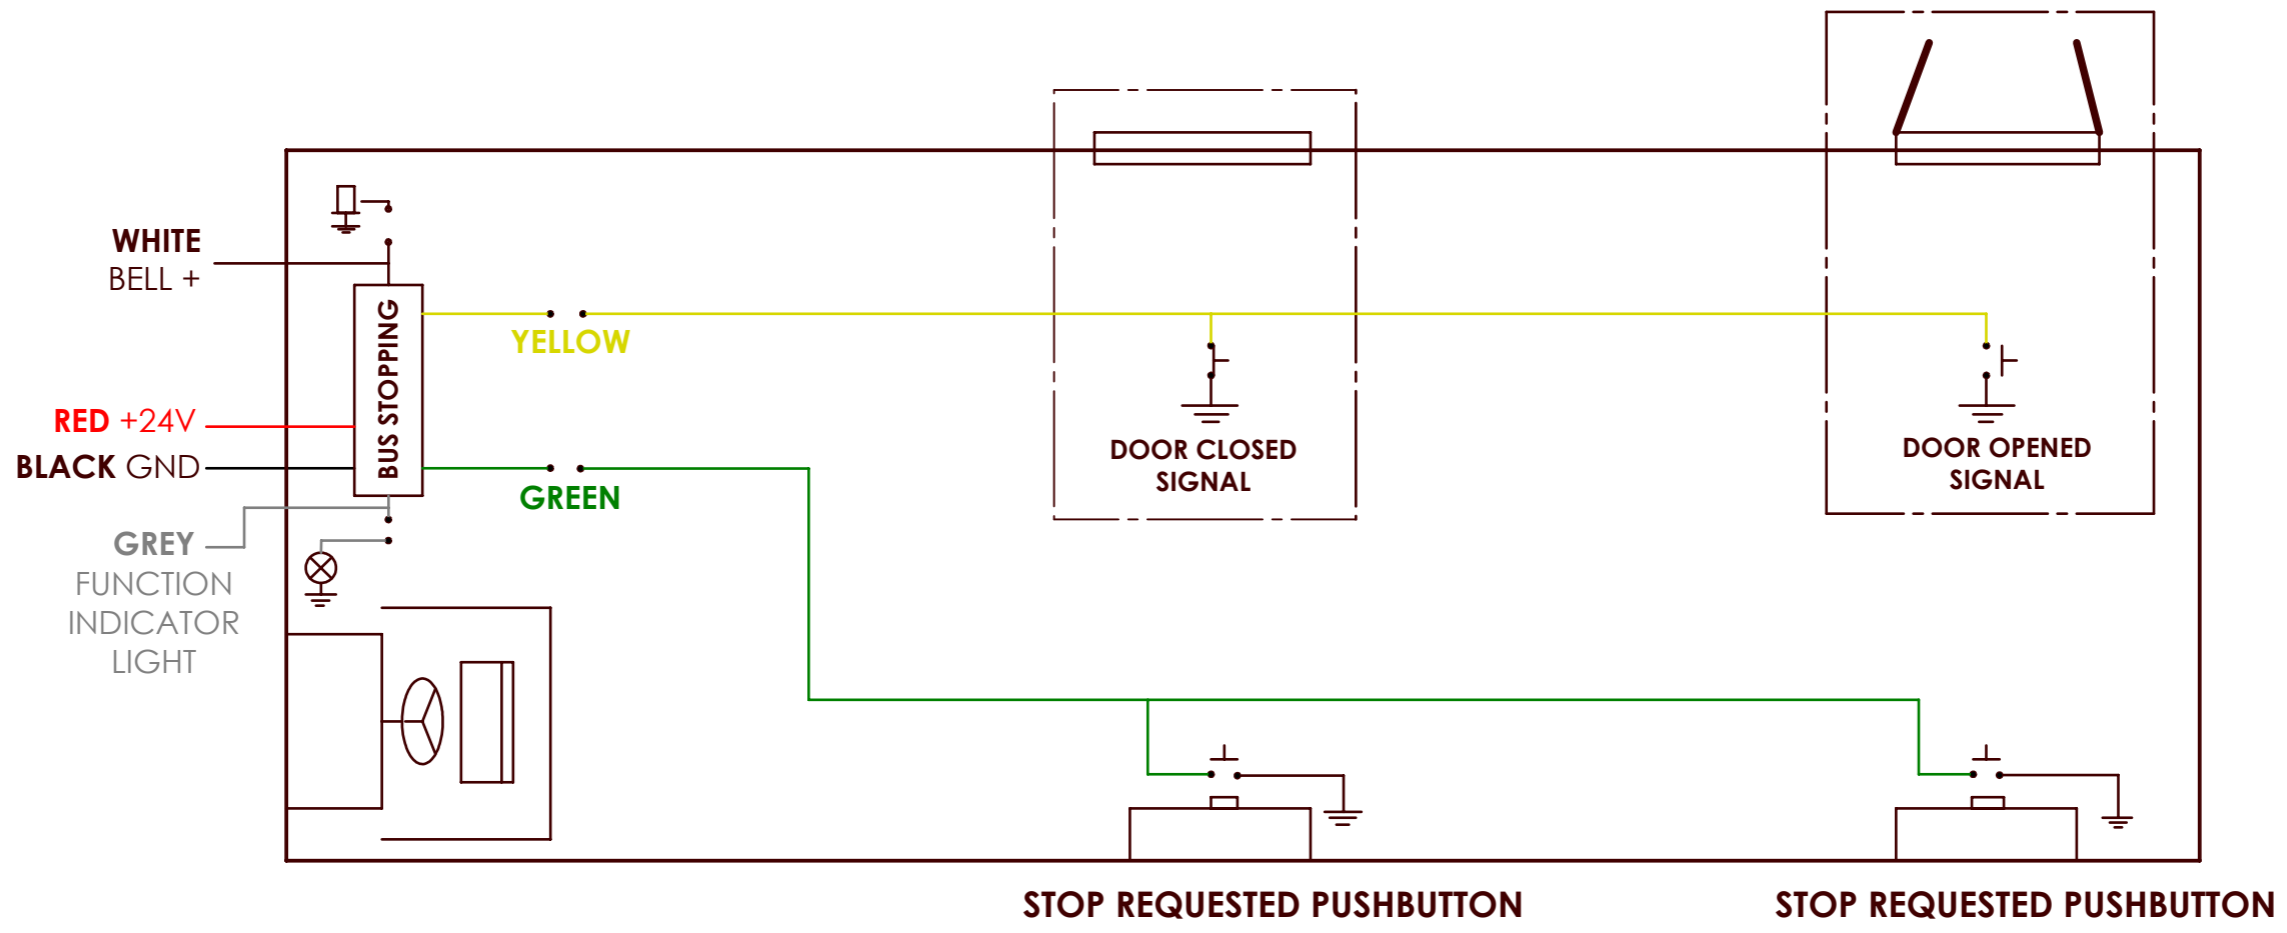 WHITE
BELL +
BUS STOPPING
YELLOW
RED +24V
BLACK GND
GREEN
GREY
FUNCTION
INDICATOR
LIGHT
DOOR CLOSED
SIGNAL
DOOR OPENED
SIGNAL
STOP REQUESTED PUSHBUTTON
STOP REQUESTED PUSHBUTTON